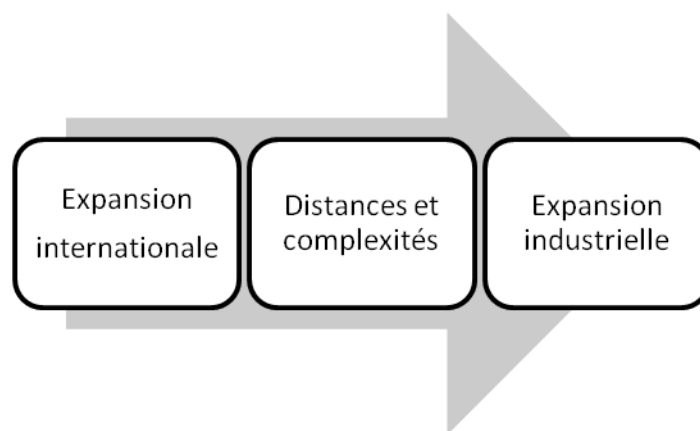 Expansion
internationale
Distances et
complexités
Expansion
industrielle